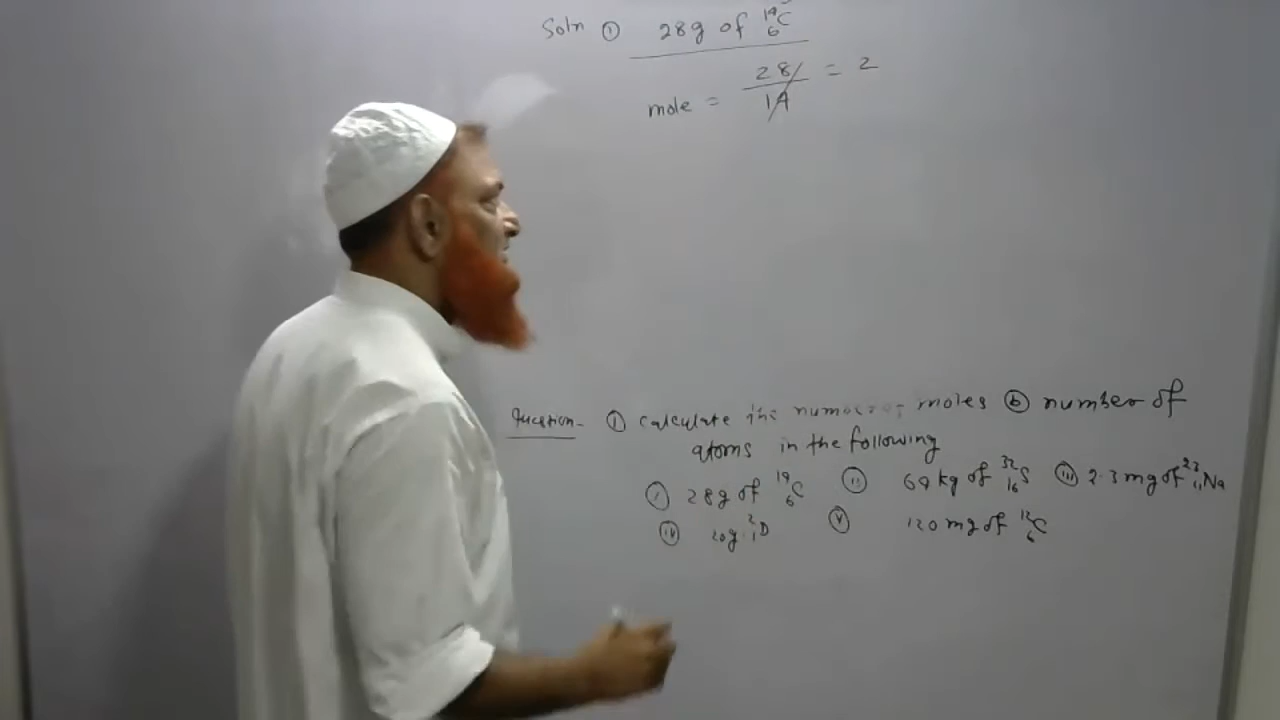 Soln ① 28g of ¹⁴₆C
mole = 28/14 = 2
Question- ① Calculate the number of moles ⓑ number of
atoms in the following
ⓘ 28g of ¹⁴₆C ⓘⓘ 64 kg of ³²₁₆S ⓘⓘⓘ 2.3 mg of ²³₁₁Na
ⓘⓥ 20g ²₁D ⓥ 120 mg of ¹²₆C